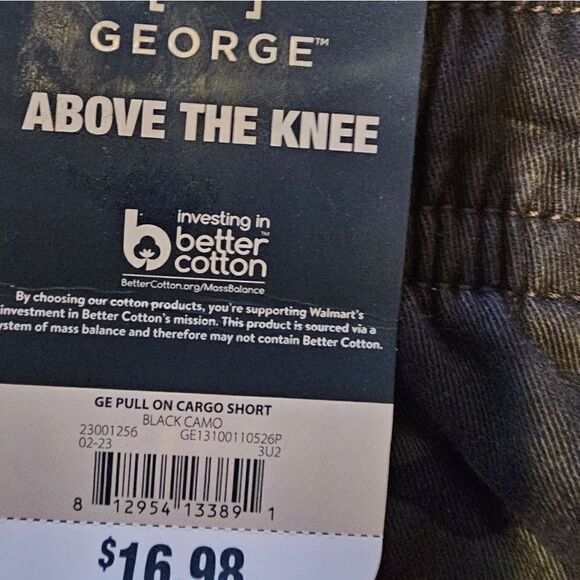 [ ]
GEORGE™
ABOVE THE KNEE
investing in
better™
cotton
BetterCotton.org/MassBalance
By choosing our cotton products, you're supporting Walmart's
investment in Better Cotton's mission. This product is sourced via a
ystem of mass balance and therefore may not contain Better Cotton.
GE PULL ON CARGO SHORT
BLACK CAMO
23001256 GE13100110526P
02-23 3U2
8 12954 13389 1
$16.98